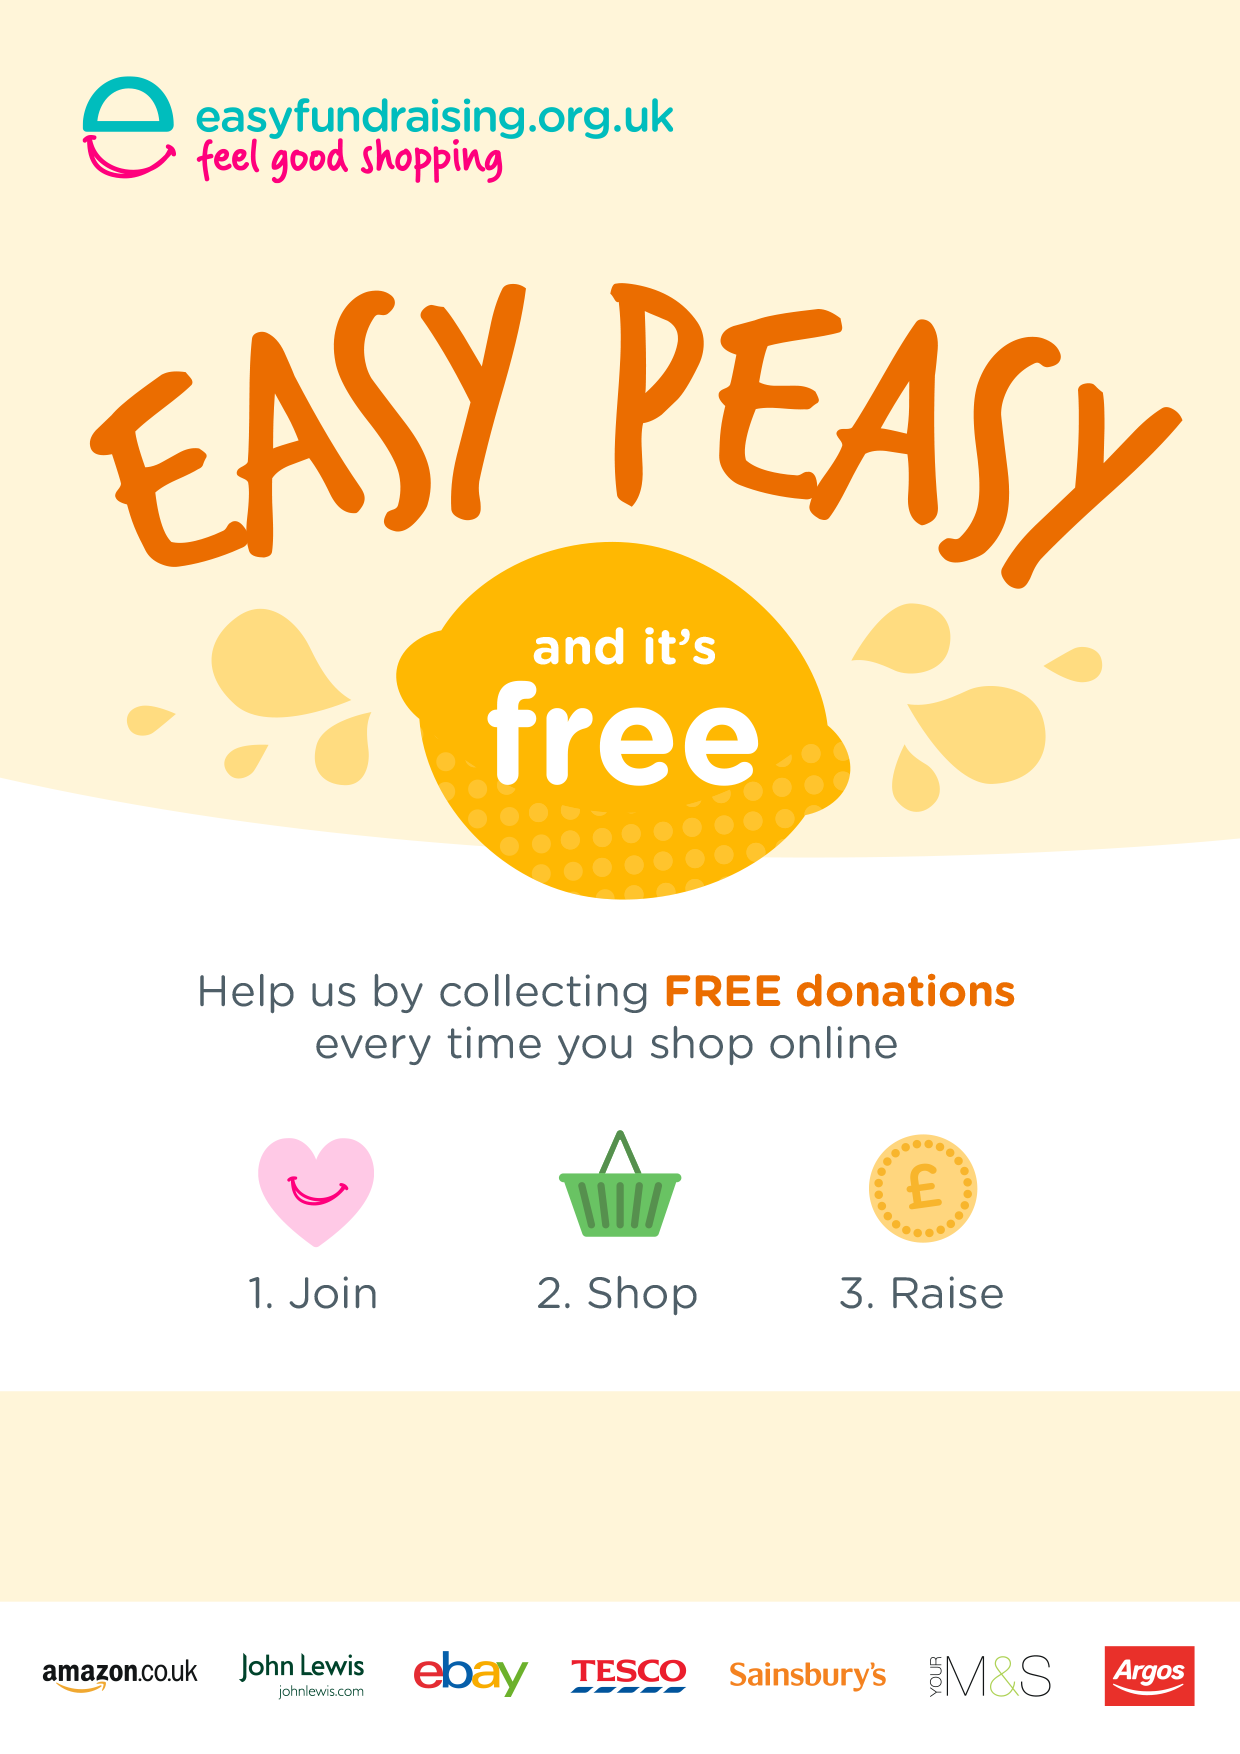 easyfundraising.org.uk
feel good shopping
EASY PEASY
and it's
free
Help us by collecting FREE donations
every time you shop online
£
1. Join
2. Shop
3. Raise
amazon.co.uk
John Lewis
johnlewis.com
ebay
TESCO
Sainsbury's
YOUR M&S
Argos